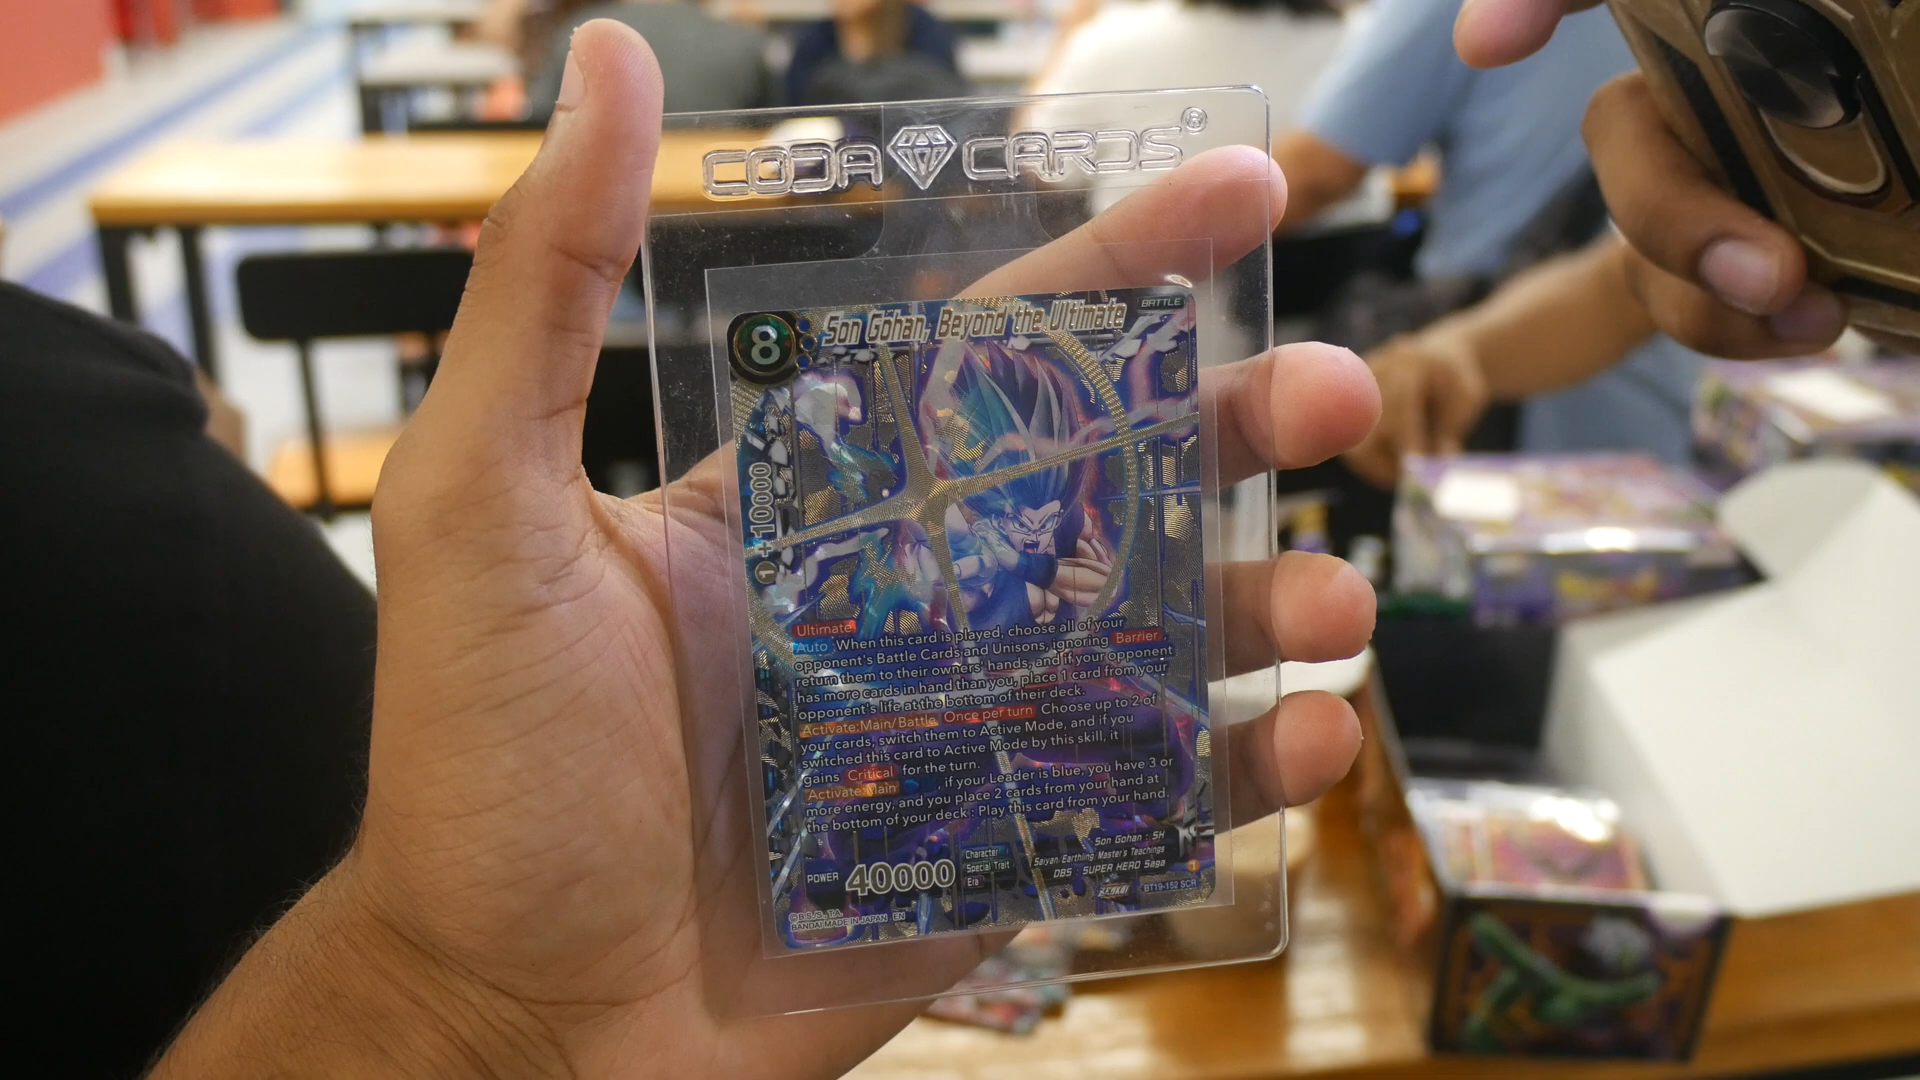 CODA CARDS®
8
Son Gohan, Beyond the Ultimate
BATTLE
1 +10000
Ultimate
Auto When this card is played, choose all of your
opponent's Battle Cards and Unisons, ignoring Barrier,
return them to their owners' hands, and if your opponent
has more cards in hand than you, place 1 card from your
opponent's life at the bottom of their deck.
Activate:Main/Battle Once per turn Choose up to 2 of
your cards, switch them to Active Mode, and if you
switched this card to Active Mode by this skill, it
gains Critical for the turn.
Activate:Main , if your Leader is blue, you have 3 or
more energy, and you place 2 cards from your hand at
the bottom of your deck : Play this card from your hand.
POWER 40000
Character Son Gohan : SH
Special Trait Saiyan/Earthling/Master's Teachings
Era DBS : SUPER HERO Saga
©B.S./S., T.A.
BANDAI MADE IN JAPAN EN
ZENKAI
BT19-152 SCR
1